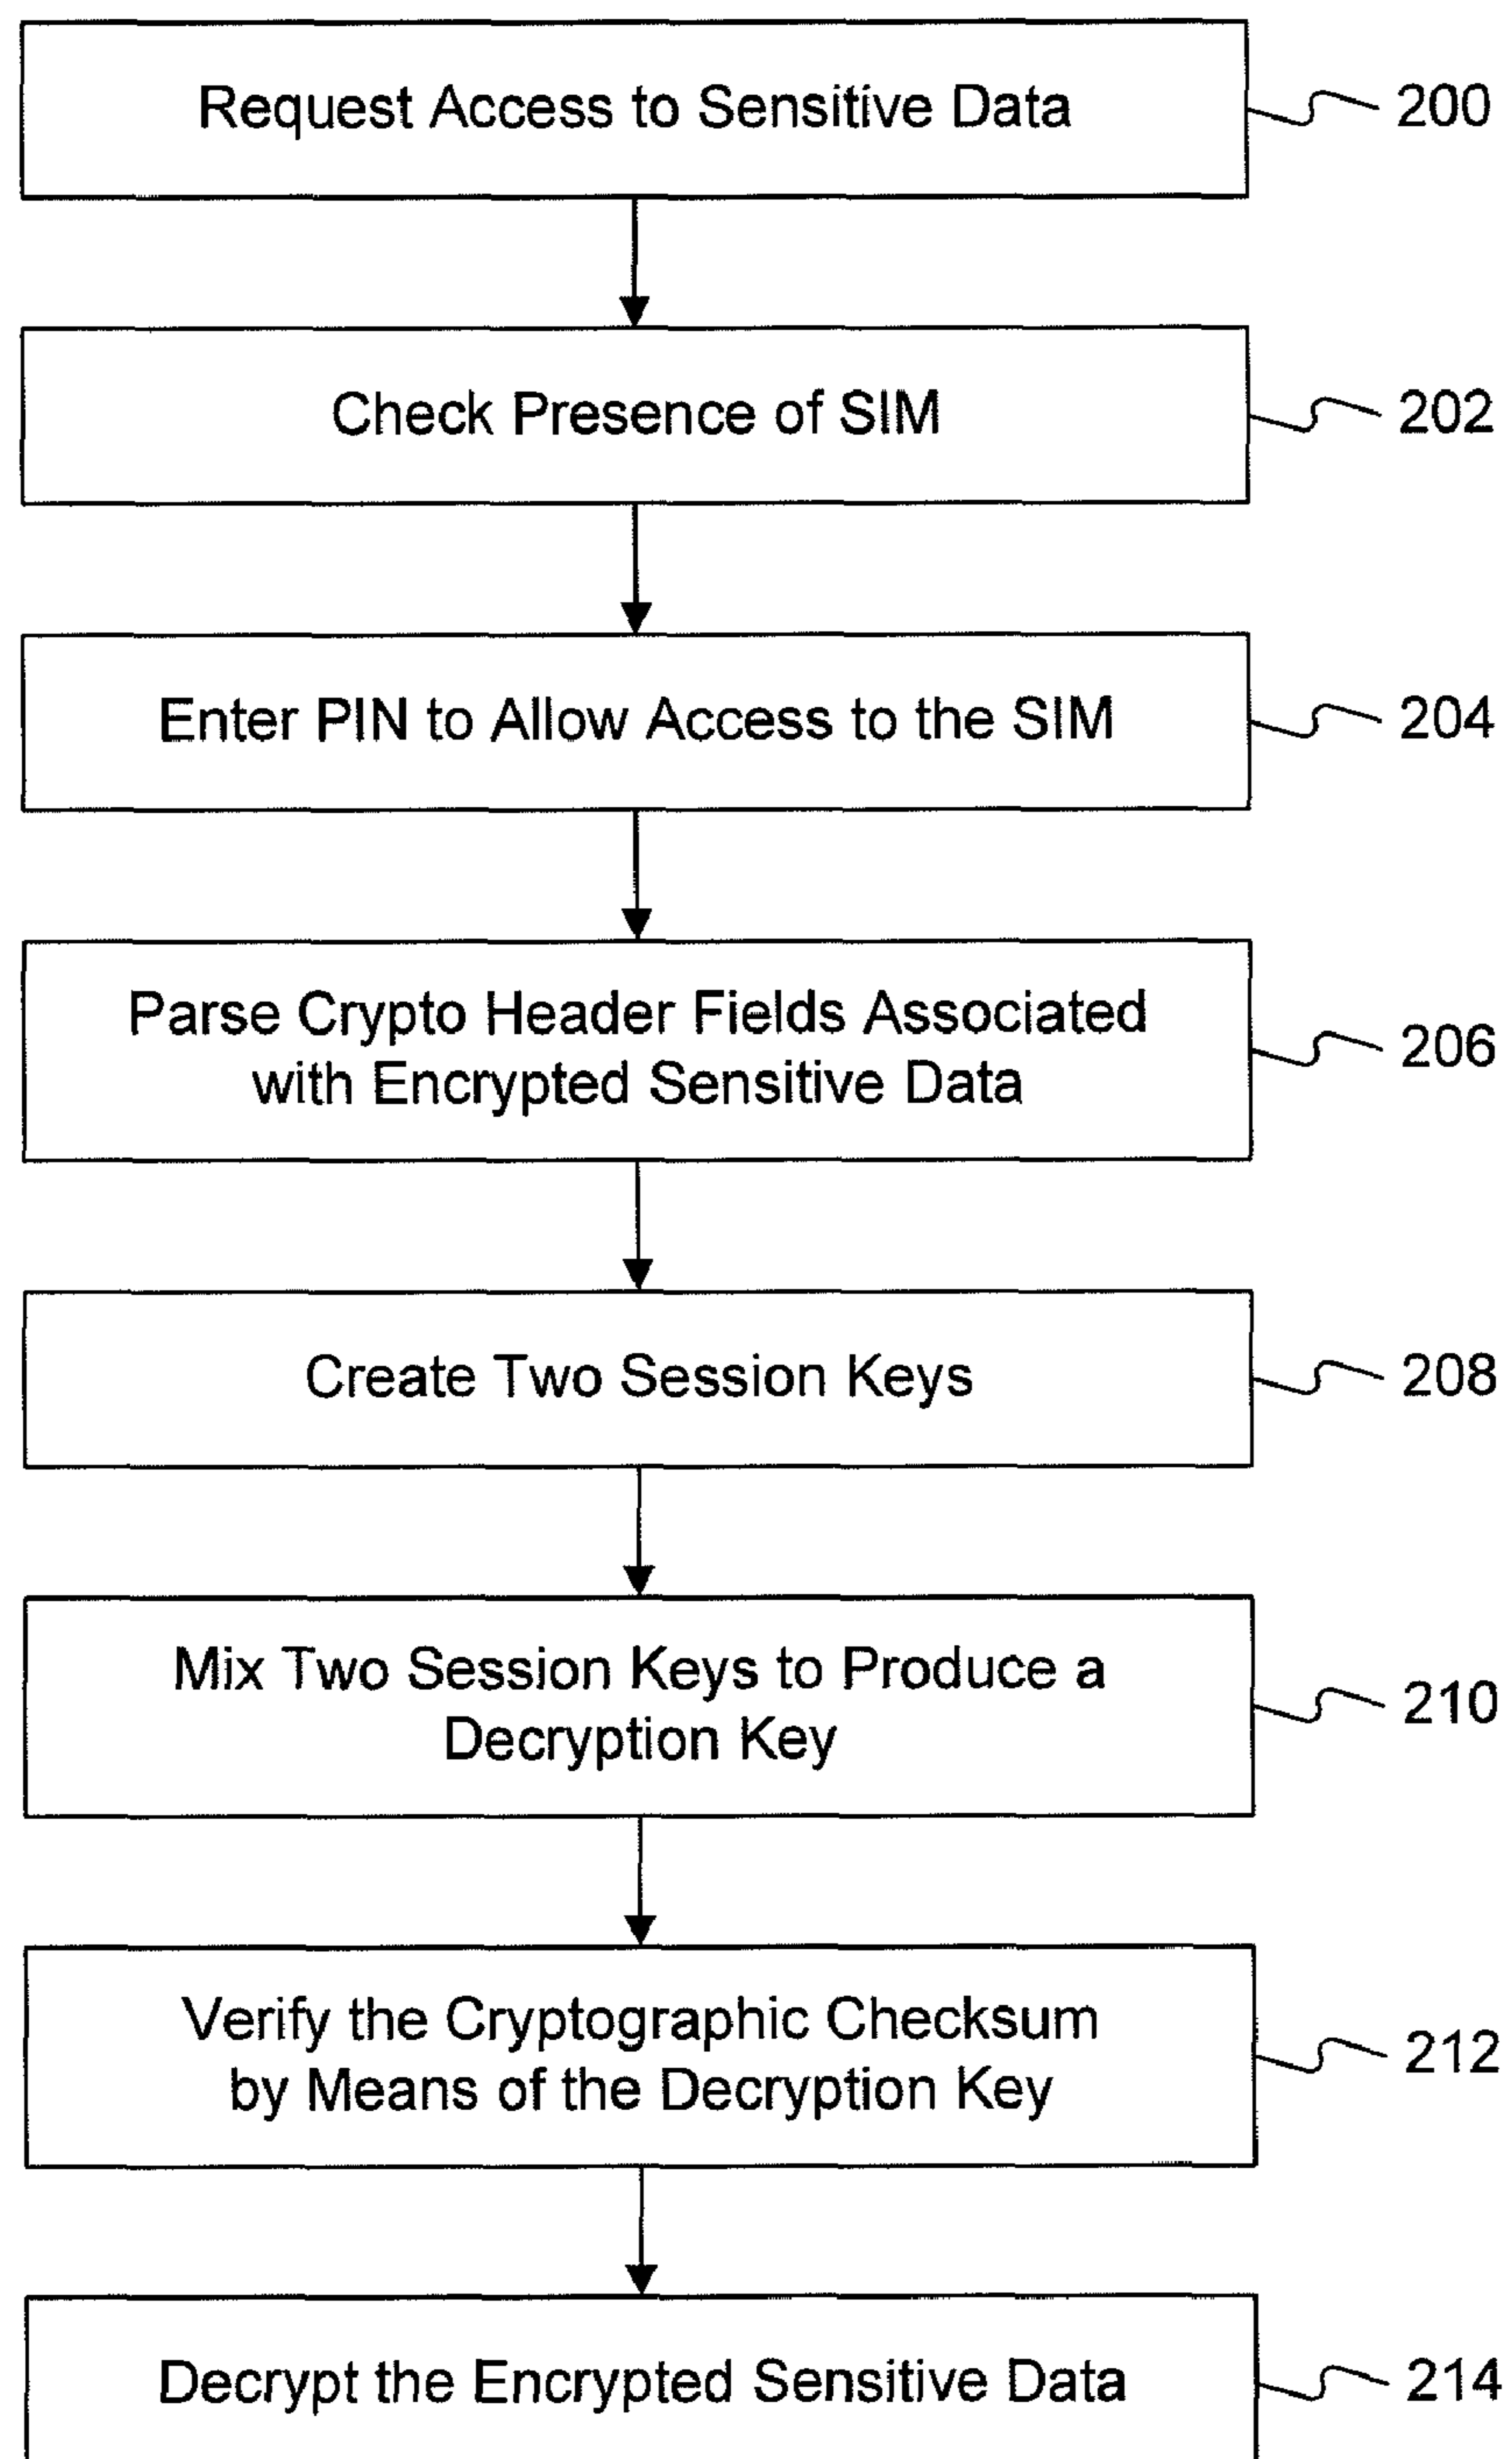 Request Access to Sensitive Data
200
Check Presence of SIM
202
Enter PIN to Allow Access to the SIM
204
Parse Crypto Header Fields Associated
with Encrypted Sensitive Data
206
Create Two Session Keys
208
Mix Two Session Keys to Produce a
Decryption Key
210
Verify the Cryptographic Checksum
by Means of the Decryption Key
212
Decrypt the Encrypted Sensitive Data
214